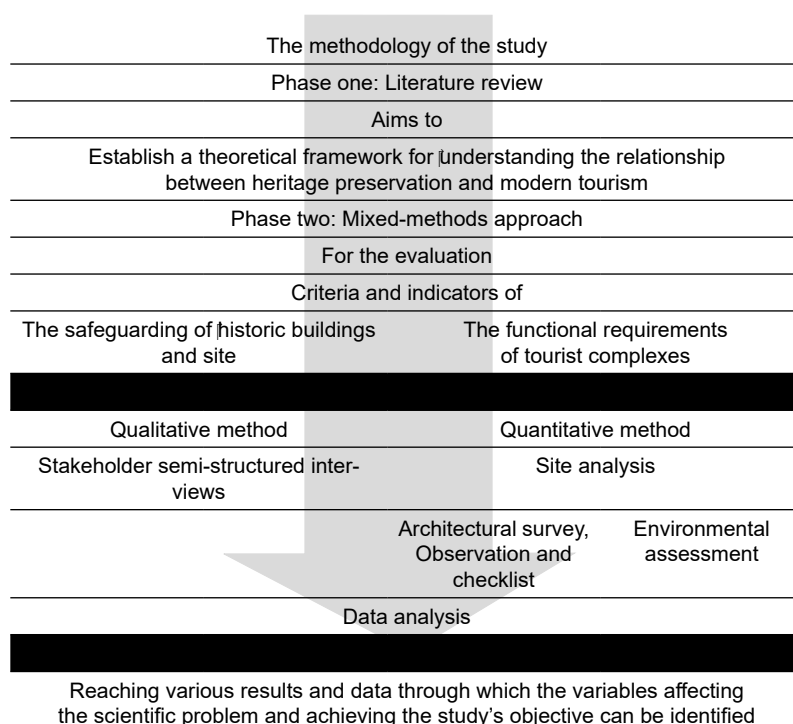 The methodology of the study
Phase one: Literature review
Aims to
Establish a theoretical framework for understanding the relationship
between heritage preservation and modern tourism
Phase two: Mixed-methods approach
For the evaluation
Criteria and indicators of
The safeguarding of historic buildings
and site
The functional requirements
of tourist complexes
Qualitative method
Quantitative method
Stakeholder semi-structured inter-
views
Site analysis
Architectural survey,
Observation and
checklist
Environmental
assessment
Data analysis
Reaching various results and data through which the variables affecting
the scientific problem and achieving the study's objective can be identified